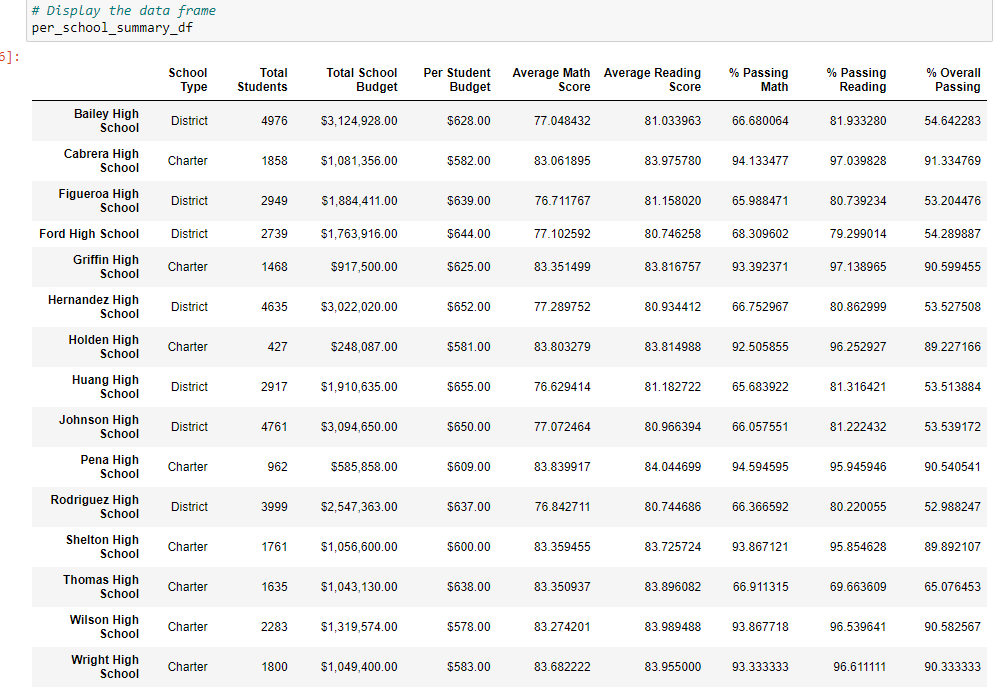 # Display the data frame
per_school_summary_df
6]:
School Type Total Students Total School Budget Per Student Budget Average Math Score Average Reading Score % Passing Math % Passing Reading % Overall Passing
Bailey High School District 4976 $3,124,928.00 $628.00 77.048432 81.033963 66.680064 81.933280 54.642283
Cabrera High School Charter 1858 $1,081,356.00 $582.00 83.061895 83.975780 94.133477 97.039828 91.334769
Figueroa High School District 2949 $1,884,411.00 $639.00 76.711767 81.158020 65.988471 80.739234 53.204476
Ford High School District 2739 $1,763,916.00 $644.00 77.102592 80.746258 68.309602 79.299014 54.289887
Griffin High School Charter 1468 $917,500.00 $625.00 83.351499 83.816757 93.392371 97.138965 90.599455
Hernandez High School District 4635 $3,022,020.00 $652.00 77.289752 80.934412 66.752967 80.862999 53.527508
Holden High School Charter 427 $248,087.00 $581.00 83.803279 83.814988 92.505855 96.252927 89.227166
Huang High School District 2917 $1,910,635.00 $655.00 76.629414 81.182722 65.683922 81.316421 53.513884
Johnson High School District 4761 $3,094,650.00 $650.00 77.072464 80.966394 66.057551 81.222432 53.539172
Pena High School Charter 962 $585,858.00 $609.00 83.839917 84.044699 94.594595 95.945946 90.540541
Rodriguez High School District 3999 $2,547,363.00 $637.00 76.842711 80.744686 66.366592 80.220055 52.988247
Shelton High School Charter 1761 $1,056,600.00 $600.00 83.359455 83.725724 93.867121 95.854628 89.892107
Thomas High School Charter 1635 $1,043,130.00 $638.00 83.350937 83.896082 66.911315 69.663609 65.076453
Wilson High School Charter 2283 $1,319,574.00 $578.00 83.274201 83.989488 93.867718 96.539641 90.582567
Wright High School Charter 1800 $1,049,400.00 $583.00 83.682222 83.955000 93.333333 96.611111 90.333333